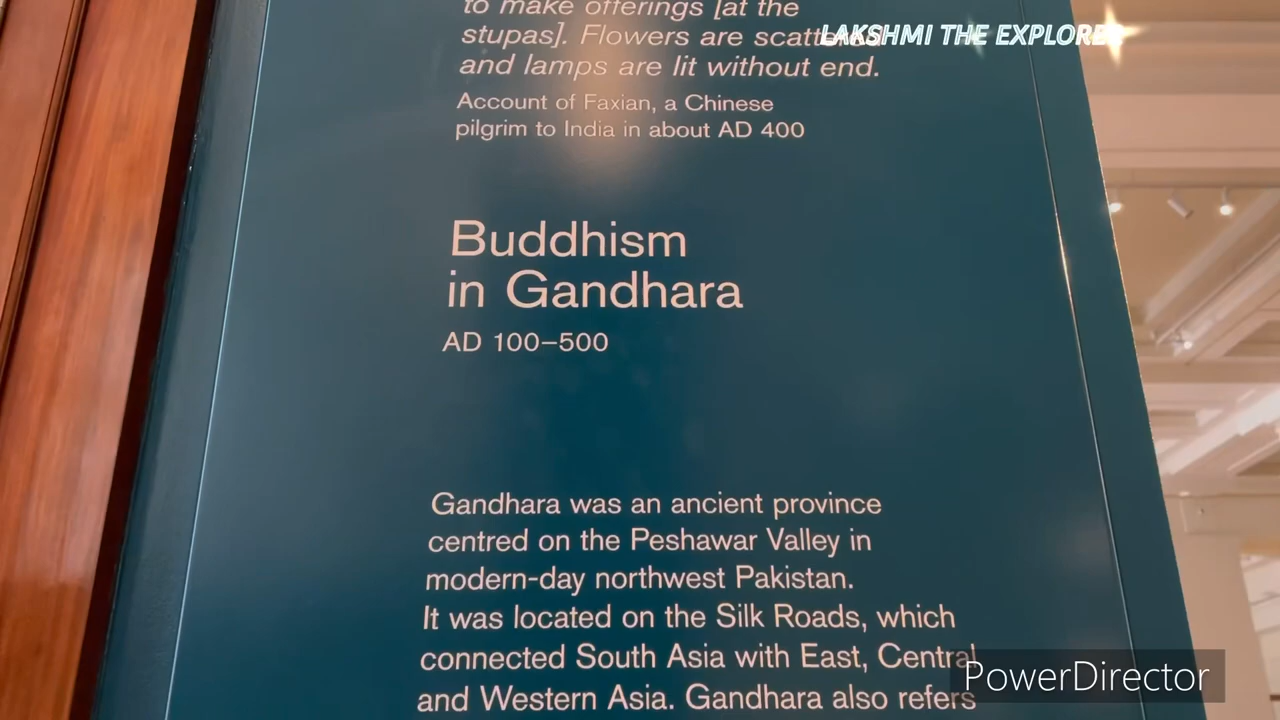 to make offerings [at the
stupas]. Flowers are scattered
and lamps are lit without end.
Account of Faxian, a Chinese
pilgrim to India in about AD 400
LAKSHMI THE EXPLORER
Buddhism
in Gandhara
AD 100–500
Gandhara was an ancient province
centred on the Peshawar Valley in
modern-day northwest Pakistan.
It was located on the Silk Roads, which
connected South Asia with East, Central
and Western Asia. Gandhara also refers
PowerDirector